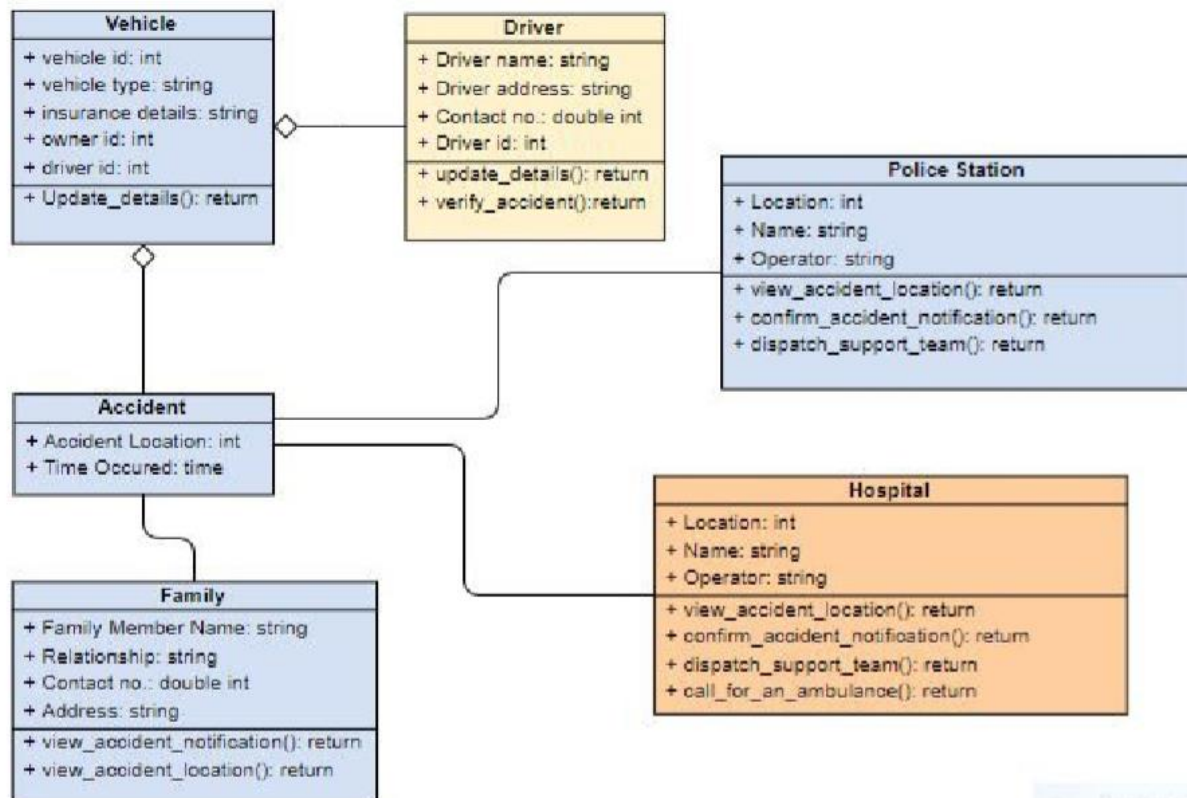 Vehicle
+ vehicle id: int
+ vehicle type: string
+ insurance details: string
+ owner id: int
+ driver id: int
+ Update_details(): return
Driver
+ Driver name: string
+ Driver address: string
+ Contact no.: double int
+ Driver id: int
+ update_details(): return
+ verify_accident():return
Police Station
+ Location: int
+ Name: string
+ Operator: string
+ view_accident_location(): return
+ confirm_accident_notification(): return
+ dispatch_support_team(): return
Accident
+ Accident Location: int
+ Time Occured: time
Hospital
+ Location: int
+ Name: string
+ Operator: string
+ view_accident_location(): return
+ confirm_accident_notification(): return
+ dispatch_support_team(): return
+ call_for_an_ambulance(): return
Family
+ Family Member Name: string
+ Relationship: string
+ Contact no.: double int
+ Address: string
+ view_accident_notification(): return
+ view_accident_location(): return